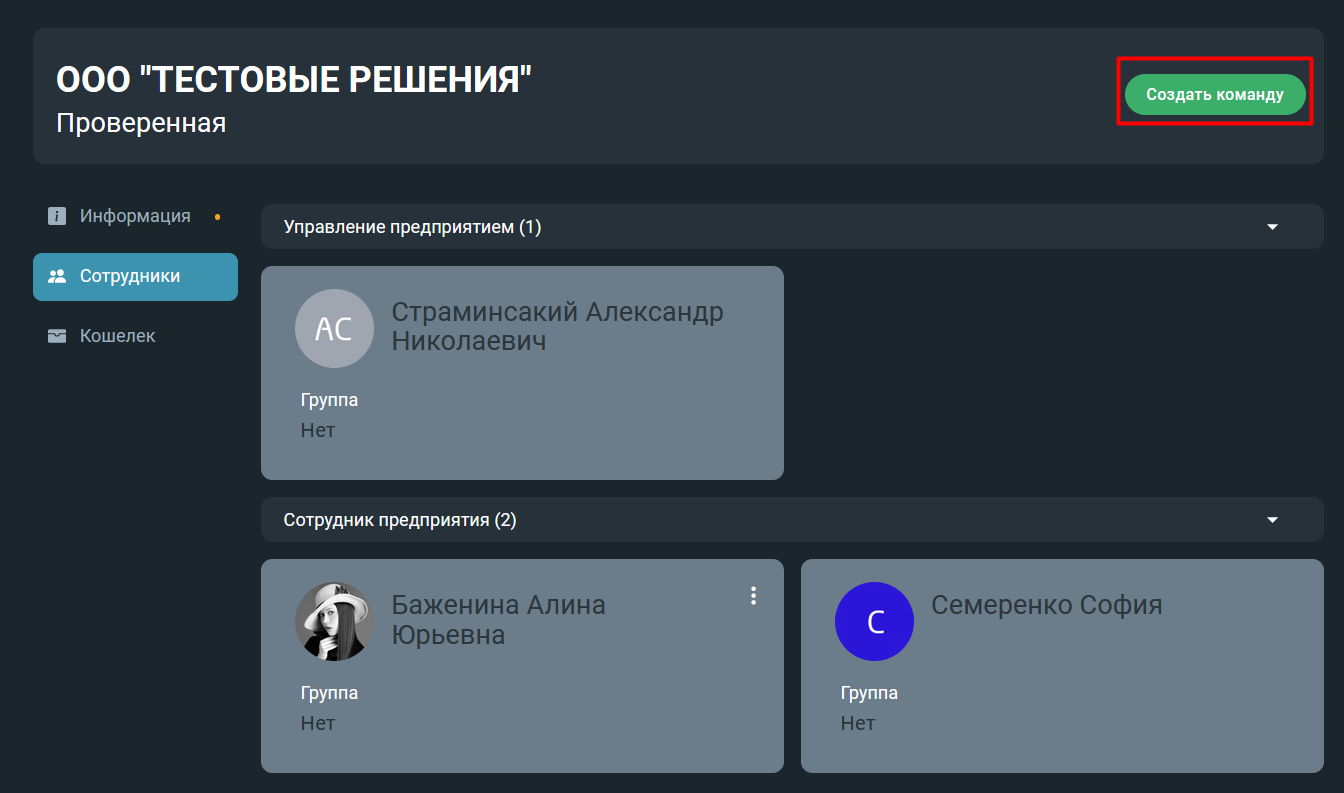 ООО "ТЕСТОВЫЕ РЕШЕНИЯ"
Проверенная
Создать команду
Информация
Сотрудники
Кошелек
Управление предприятием (1)
АС
Страминсакий Александр
Николаевич
Группа
Нет
Сотрудник предприятия (2)
Баженина Алина
Юрьевна
Группа
Нет
С
Семеренко София
Группа
Нет